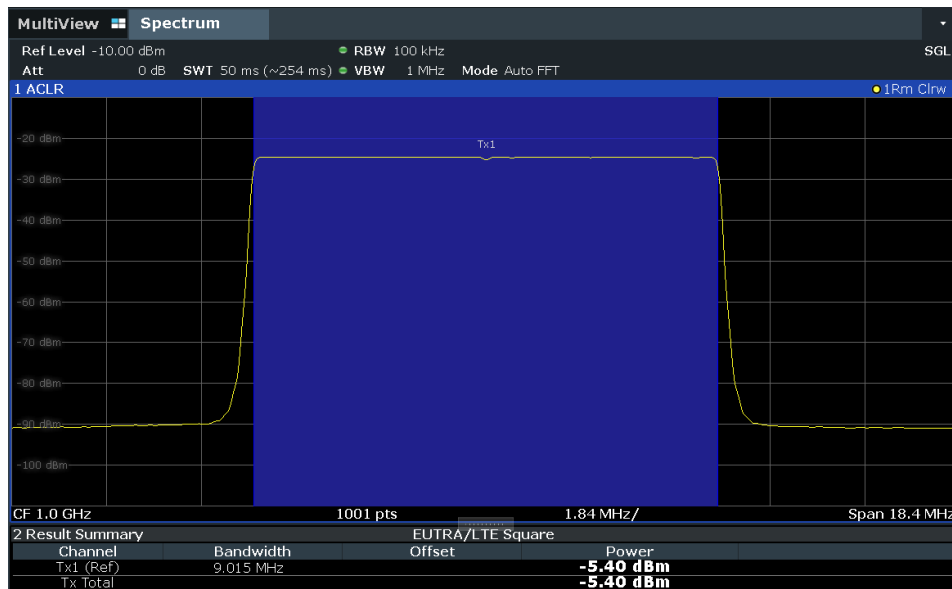 MultiView Spectrum
Ref Level -10.00 dBm RBW 100 kHz SGL
Att 0 dB SWT 50 ms (~254 ms) VBW 1 MHz Mode Auto FFT
1 ACLR 1Rm Clrw
-20 dBm
Tx1
-30 dBm
-40 dBm
-50 dBm
-60 dBm
-70 dBm
-80 dBm
-90 dBm
-100 dBm
CF 1.0 GHz 1001 pts 1.84 MHz/ Span 18.4 MHz
2 Result Summary EUTRA/LTE Square
Channel Bandwidth Offset Power
Tx1 (Ref) 9.015 MHz -5.40 dBm
Tx Total -5.40 dBm